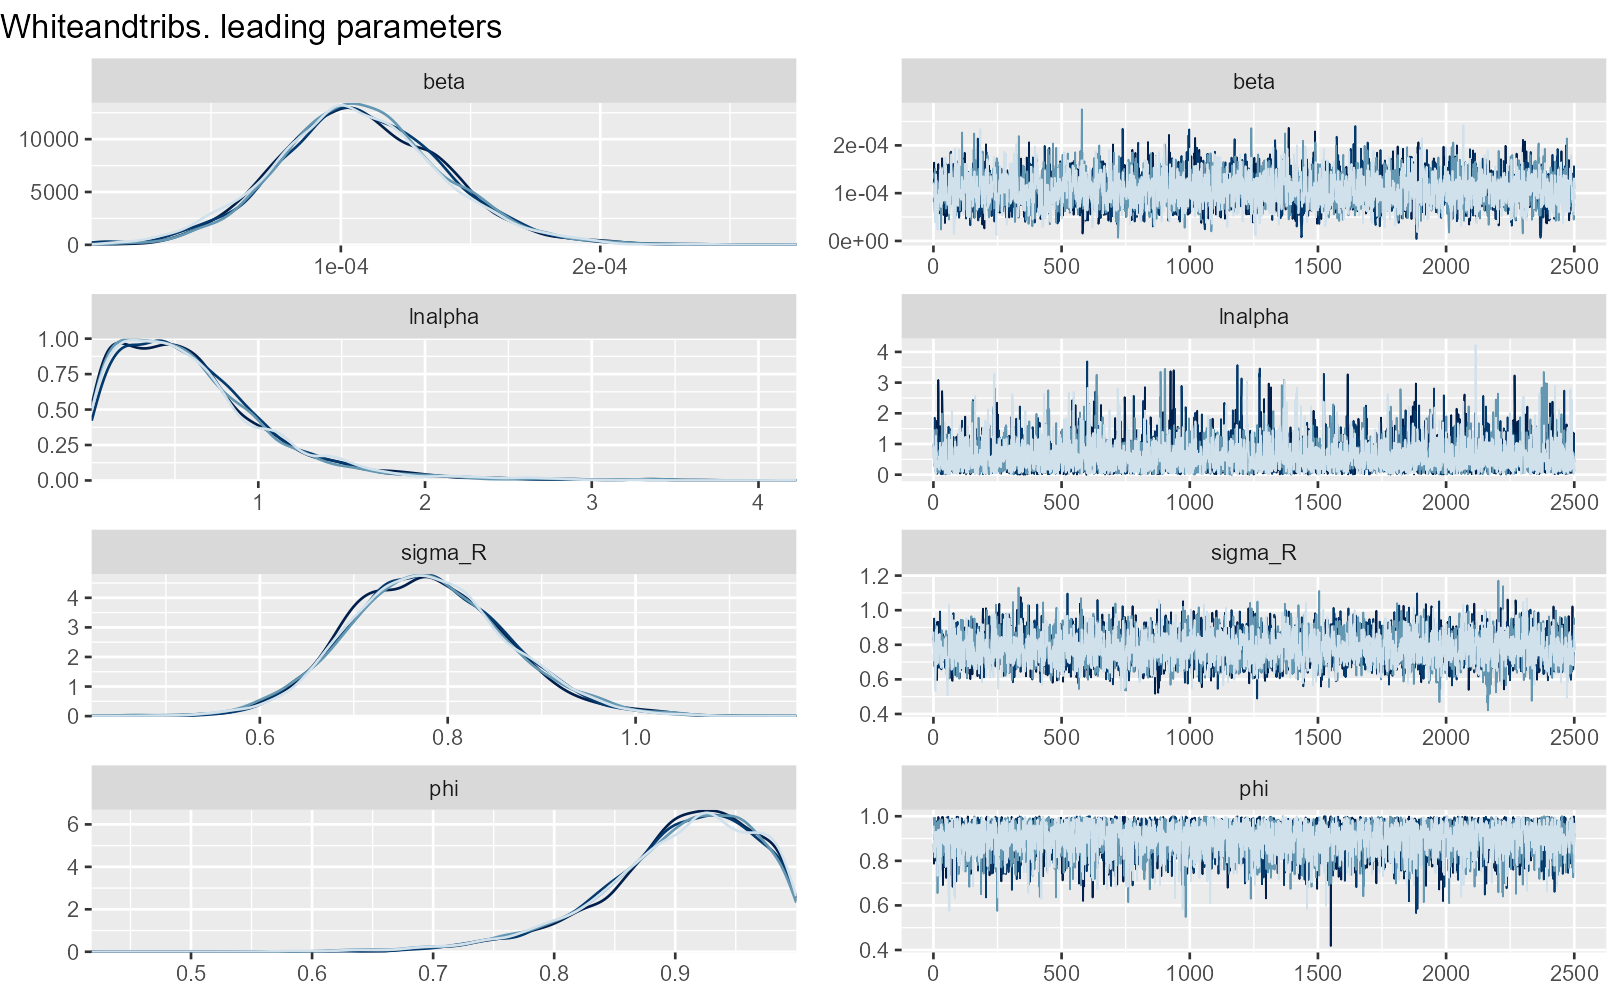 Whiteandtribs. leading parameters
beta
10000
5000
0
1e-04 2e-04
beta
2e-04
1e-04
0e+00
0 500 1000 1500 2000 2500
lnalpha
1.00
0.75
0.50
0.25
0.00
1 2 3 4
lnalpha
4
3
2
1
0
0 500 1000 1500 2000 2500
sigma_R
4
3
2
1
0
0.6 0.8 1.0
sigma_R
1.2
1.0
0.8
0.6
0.4
0 500 1000 1500 2000 2500
phi
6
4
2
0
0.5 0.6 0.7 0.8 0.9
phi
1.0
0.8
0.6
0.4
0 500 1000 1500 2000 2500